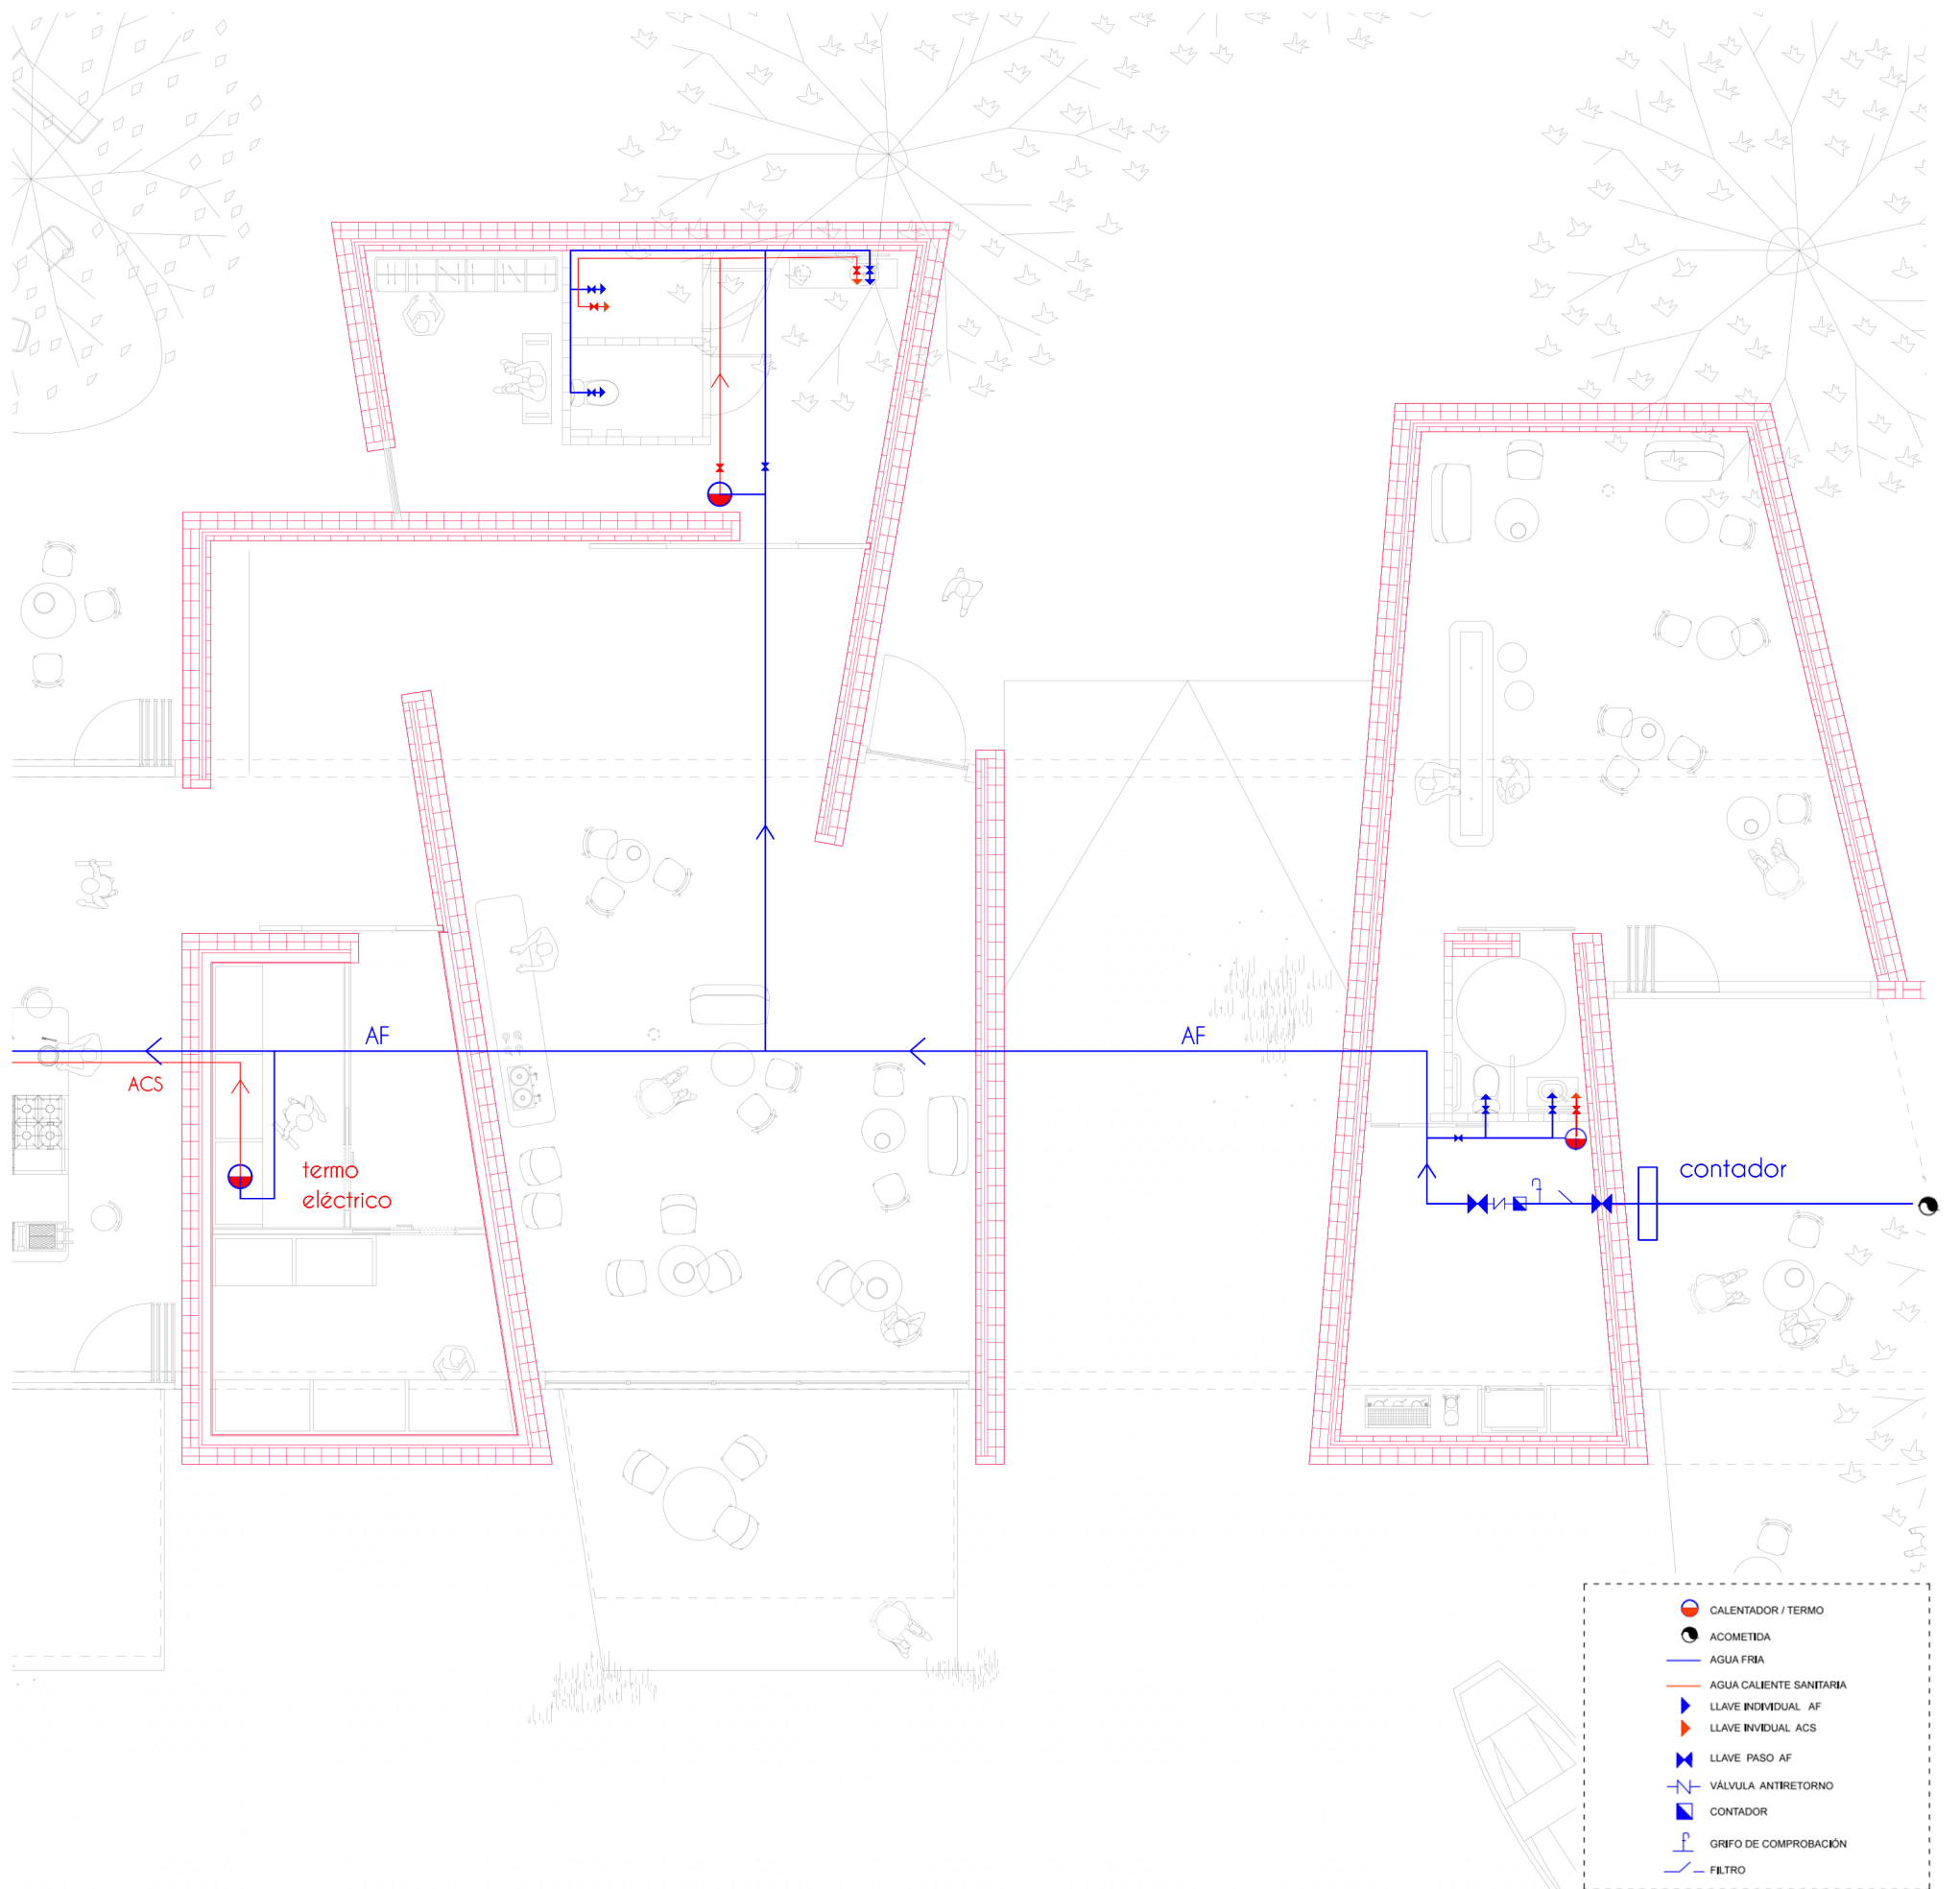 AF
AF
ACS
termo
eléctrico
contador
CALENTADOR / TERMO
ACOMETIDA
AGUA FRIA
AGUA CALIENTE SANITARIA
LLAVE INDIVIDUAL AF
LLAVE INVIDUAL ACS
LLAVE PASO AF
VÁLVULA ANTIRETORNO
CONTADOR
GRIFO DE COMPROBACIÓN
FILTRO